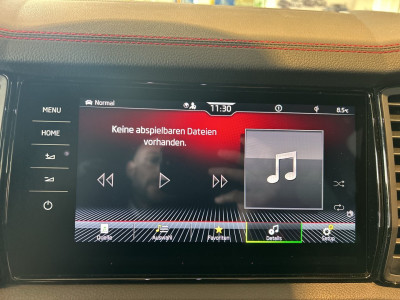 MENU
Normal
11:30
8.5°C
HOME
Keine abspielbaren Dateien
vorhanden.
Quelle
Auswahl
Favoriten
Details
Setup